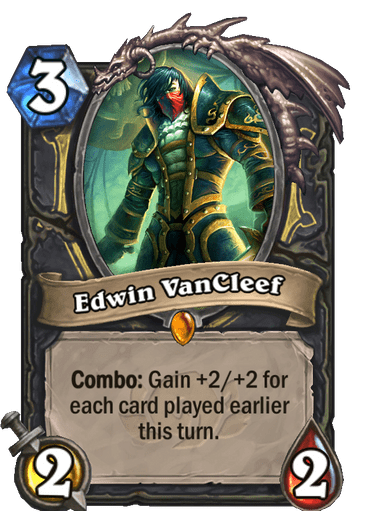 3
Edwin VanCleef
Combo: Gain +2/+2 for
each card played earlier
this turn.
2
2